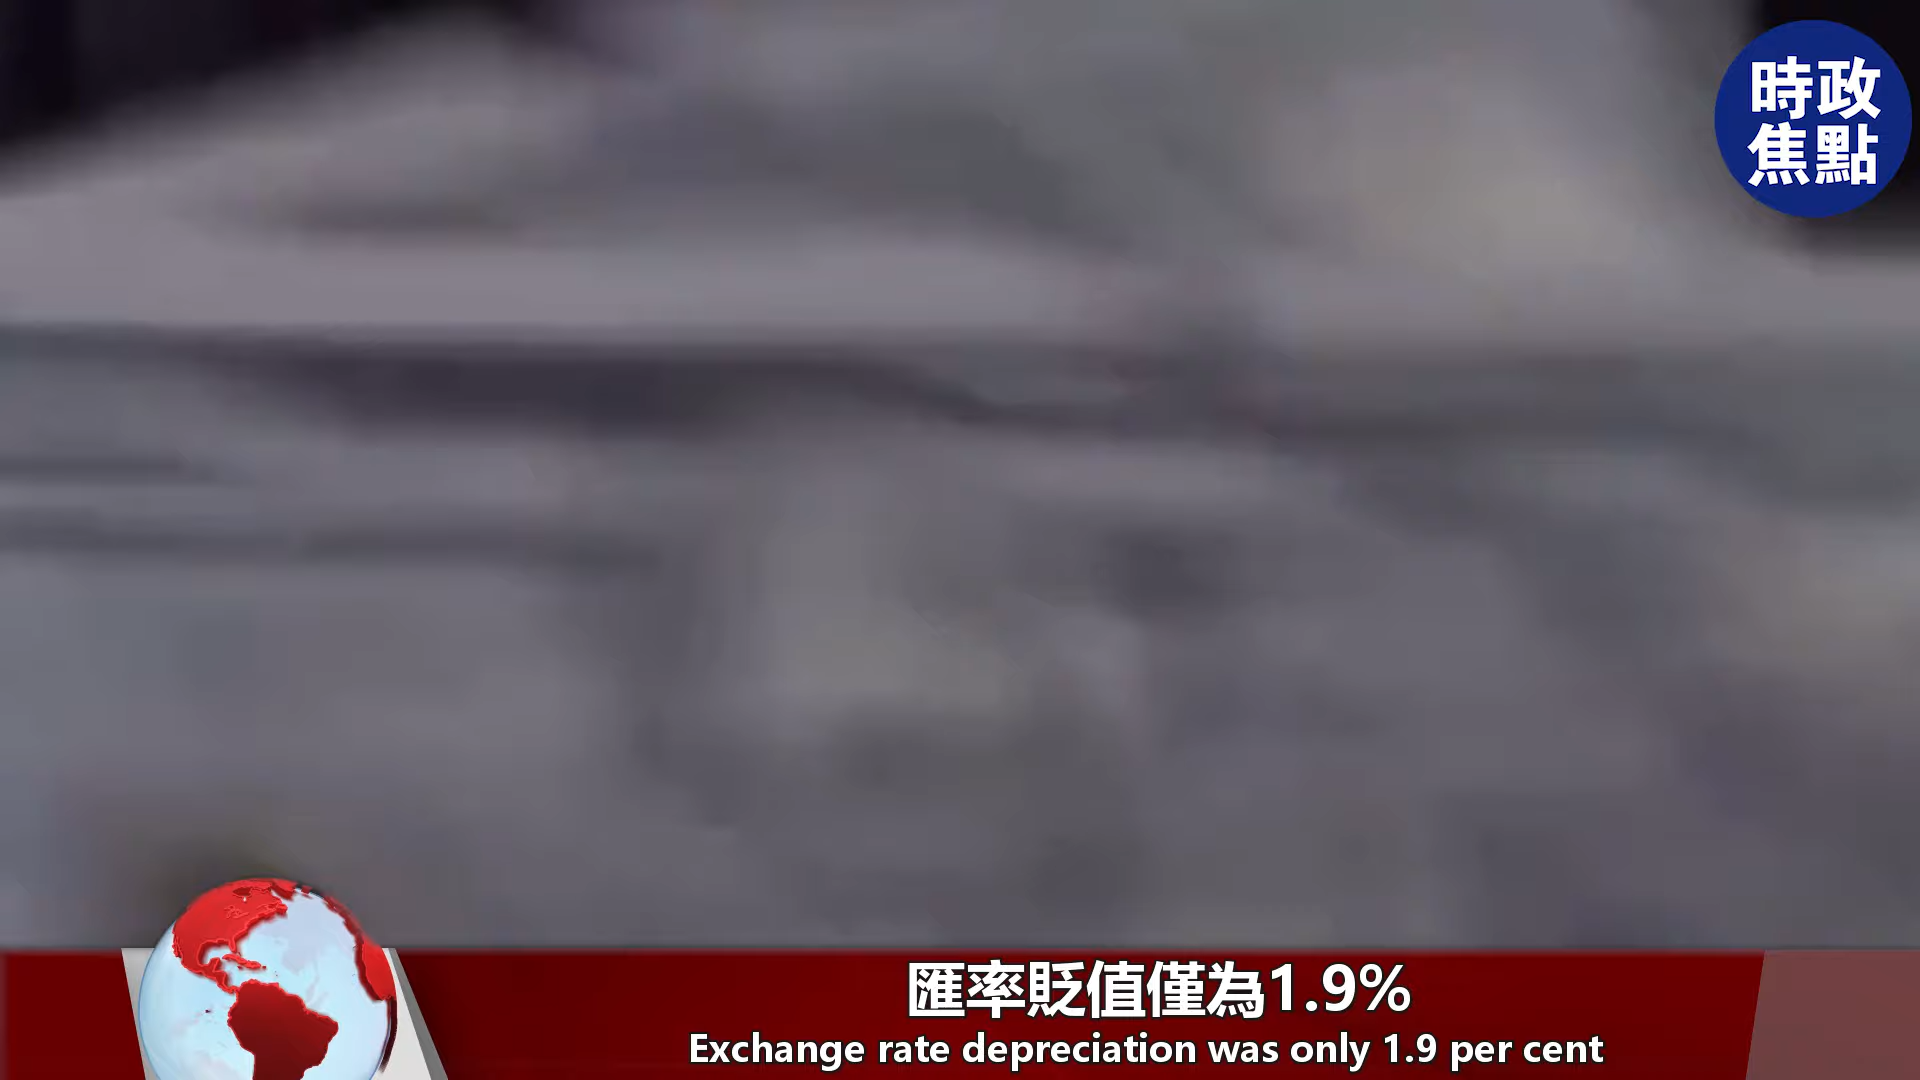 時政
焦點
匯率貶值僅為1.9%
Exchange rate depreciation was only 1.9 per cent